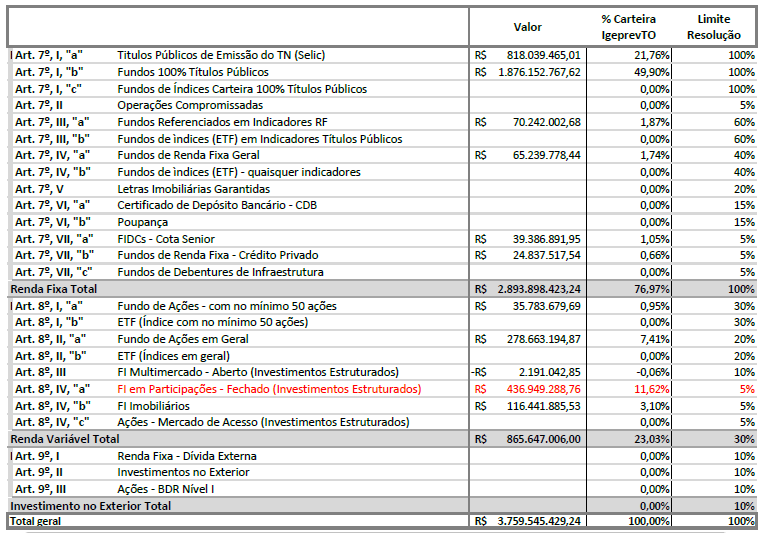 Valor % Carteira IgeprevTO Limite Resolução
Art. 7º, I, "a" Titulos Públicos de Emissão do TN (Selic) R$ 818.039.465,01 21,76% 100%
Art. 7º, I, "b" Fundos 100% Títulos Públicos R$ 1.876.152.767,62 49,90% 100%
Art. 7º, I, "c" Fundos de Índices Carteira 100% Títulos Públicos 0,00% 100%
Art. 7º, II Operações Compromissadas 0,00% 5%
Art. 7º, III, "a" Fundos Referenciados em Indicadores RF R$ 70.242.002,68 1,87% 60%
Art. 7º, III, "b" Fundos de ìndices (ETF) em Indicadores Títulos Públicos 0,00% 60%
Art. 7º, IV, "a" Fundos de Renda Fixa Geral R$ 65.239.778,44 1,74% 40%
Art. 7º, IV, "b" Fundos de ìndices (ETF) - quaisquer indicadores 0,00% 40%
Art. 7º, V Letras Imobiliárias Garantidas 0,00% 20%
Art. 7º, VI, "a" Certificado de Depósito Bancário - CDB 0,00% 15%
Art. 7º, VI, "b" Poupança 0,00% 15%
Art. 7º, VII, "a" FIDCs - Cota Senior R$ 39.386.891,95 1,05% 5%
Art. 7º, VII, "b" Fundos de Renda Fixa - Crédito Privado R$ 24.837.517,54 0,66% 5%
Art. 7º, VII, "c" Fundos de Debentures de Infraestrutura 0,00% 5%
Renda Fixa Total R$ 2.893.898.423,24 76,97% 100%
Art. 8º, I, "a" Fundo de Ações - com no mínimo 50 ações R$ 35.783.679,69 0,95% 30%
Art. 8º, I, "b" ETF (Índice com no mínimo 50 ações) 0,00% 30%
Art. 8º, II, "a" Fundo de Ações em Geral R$ 278.663.194,87 7,41% 20%
Art. 8º, II, "b" ETF (Índices em geral) 0,00% 20%
Art. 8º, III FI Multimercado - Aberto (Investimentos Estruturados) -R$ 2.191.042,85 -0,06% 10%
Art. 8º, IV, "a" FI em Participações - Fechado (Investimentos Estruturados) R$ 436.949.288,76 11,62% 5%
Art. 8º, IV, "b" FI Imobiliários R$ 116.441.885,53 3,10% 5%
Art. 8º, IV, "c" Ações - Mercado de Acesso (Investimentos Estruturados) 0,00% 5%
Renda Variável Total R$ 865.647.006,00 23,03% 30%
Art. 9º, I Renda Fixa - Dívida Externa 0,00% 10%
Art. 9º, II Investimentos no Exterior 0,00% 10%
Art. 9º, III Ações - BDR Nível I 0,00% 10%
Investimento no Exterior Total 0,00% 10%
Total geral R$ 3.759.545.429,24 100,00% 100%